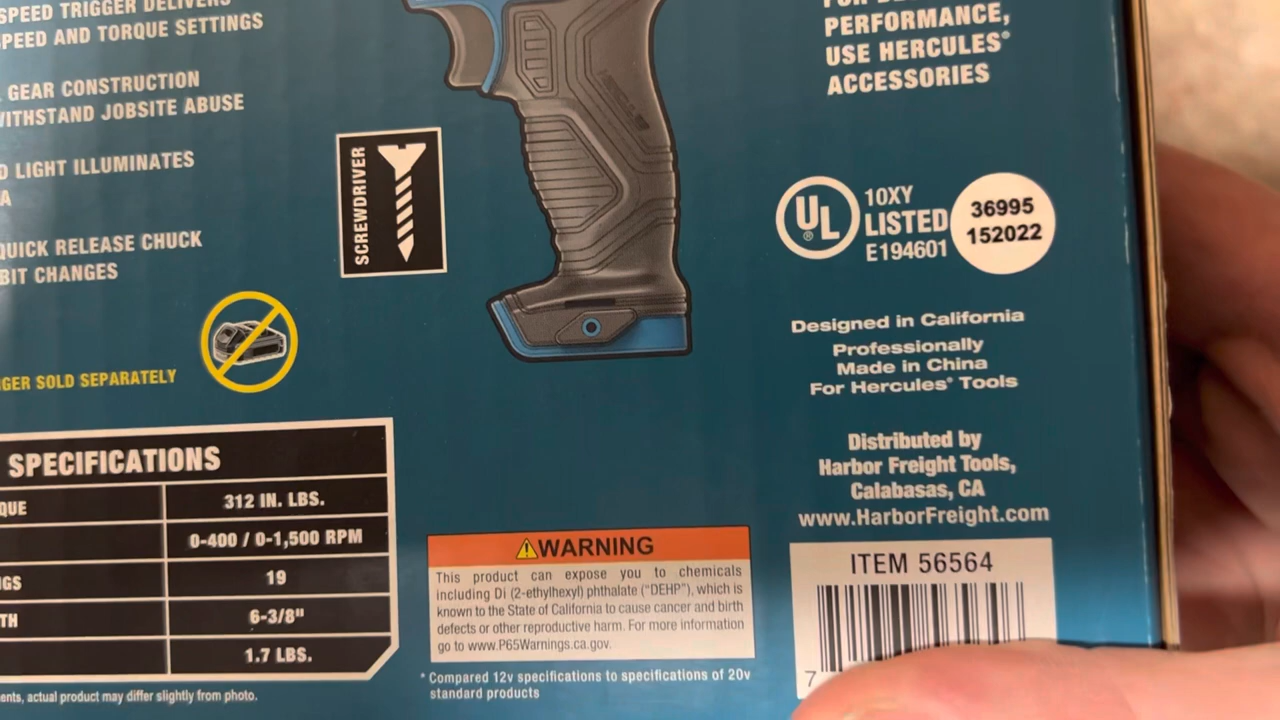 SPEED TRIGGER DELIVERS
SPEED AND TORQUE SETTINGS
GEAR CONSTRUCTION
WITHSTAND JOBSITE ABUSE
LIGHT ILLUMINATES
QUICK RELEASE CHUCK
BIT CHANGES
SOLD SEPARATELY
SCREWDRIVER
PERFORMANCE,
USE HERCULES®
ACCESSORIES
UL®
10XY
LISTED
E194601
36995
152022
Designed in California
Professionally
Made in China
For Hercules® Tools
Distributed by
Harbor Freight Tools,
Calabasas, CA
www.HarborFreight.com
ITEM 56564
7
SPECIFICATIONS
312 IN. LBS.
0-400 / 0-1,500 RPM
19
6-3/8"
1.7 LBS.
actual product may differ slightly from photo.
WARNING
This product can expose you to chemicals
including Di (2-ethylhexyl) phthalate (“DEHP”), which is
known to the State of California to cause cancer and birth
defects or other reproductive harm. For more information
go to www.P65Warnings.ca.gov.
* Compared 12v specifications to specifications of 20v
standard products